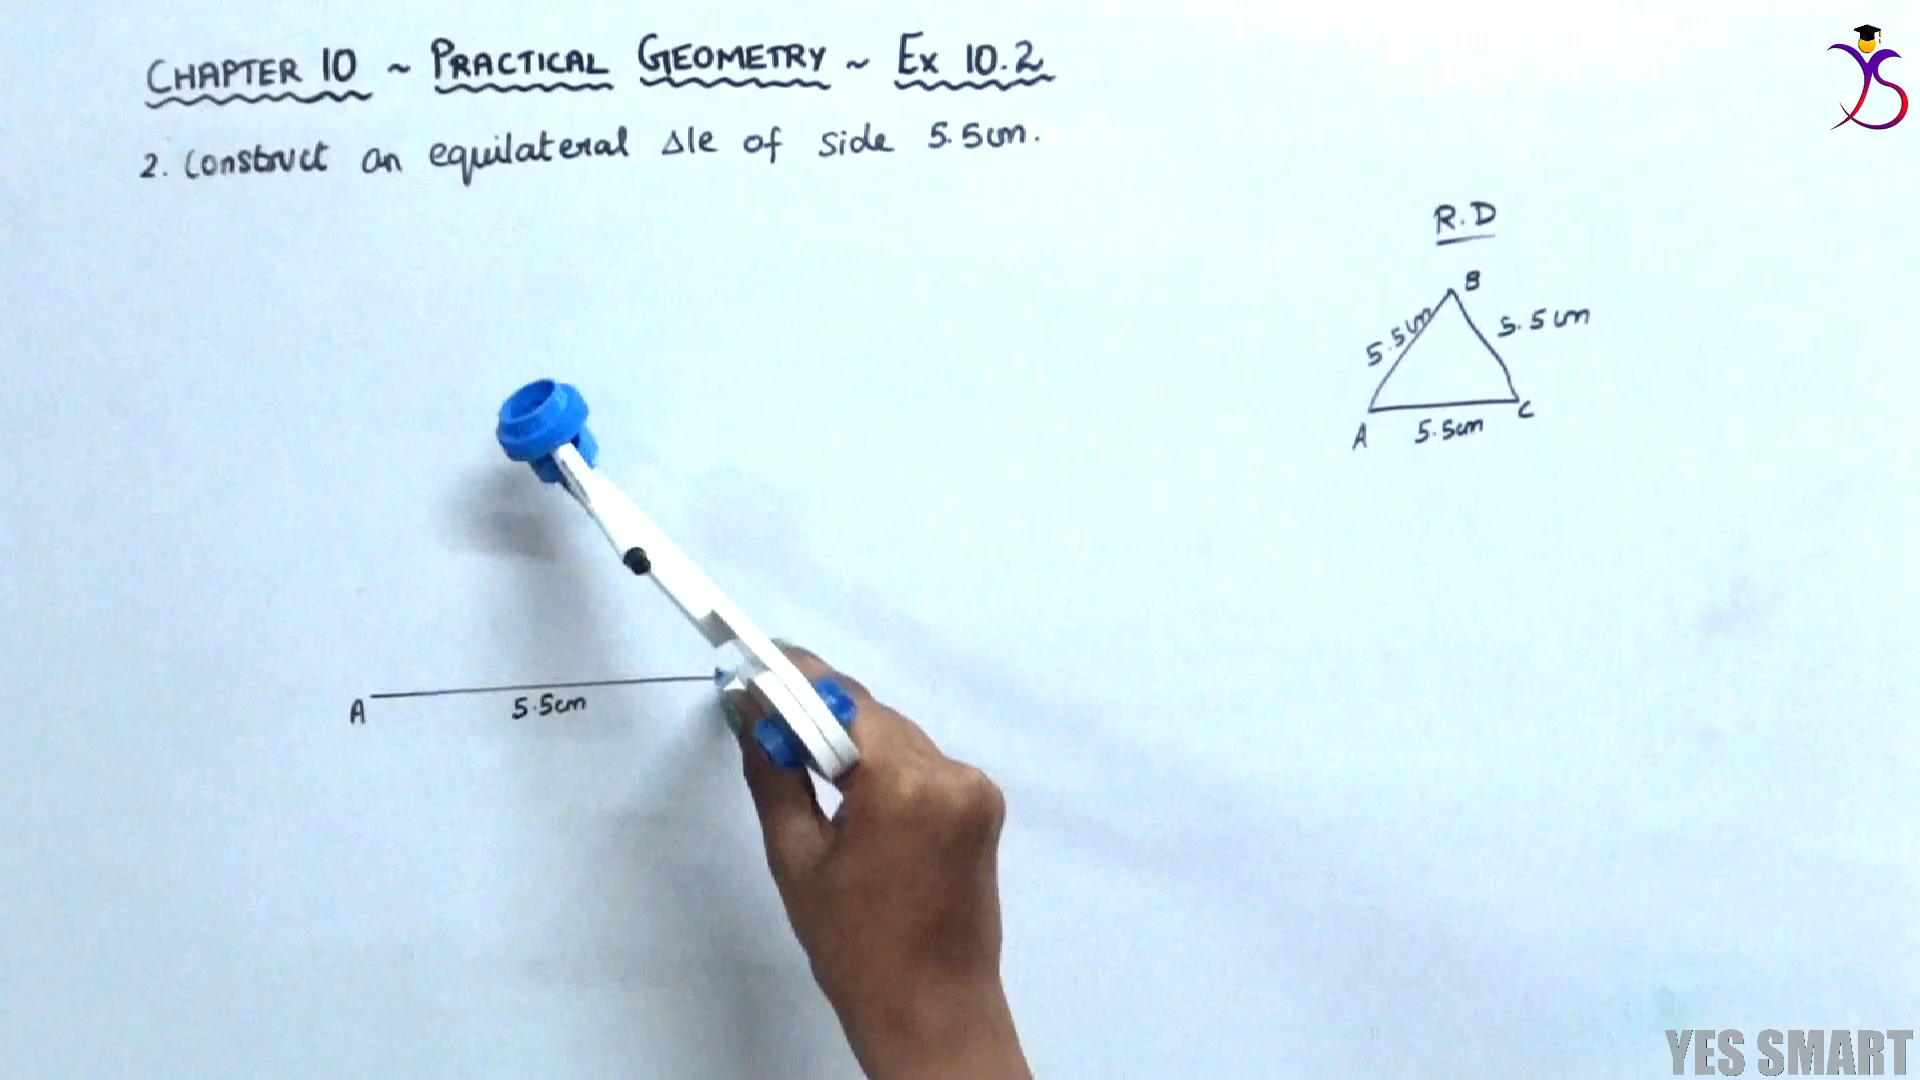 CHAPTER 10 ~ PRACTICAL GEOMETRY ~ Ex 10.2
2. Construct an equilateral Δle of side 5.5cm.
R.D
B
5.5cm
5.5cm
A
5.5cm
C
A
5.5cm
YES SMART